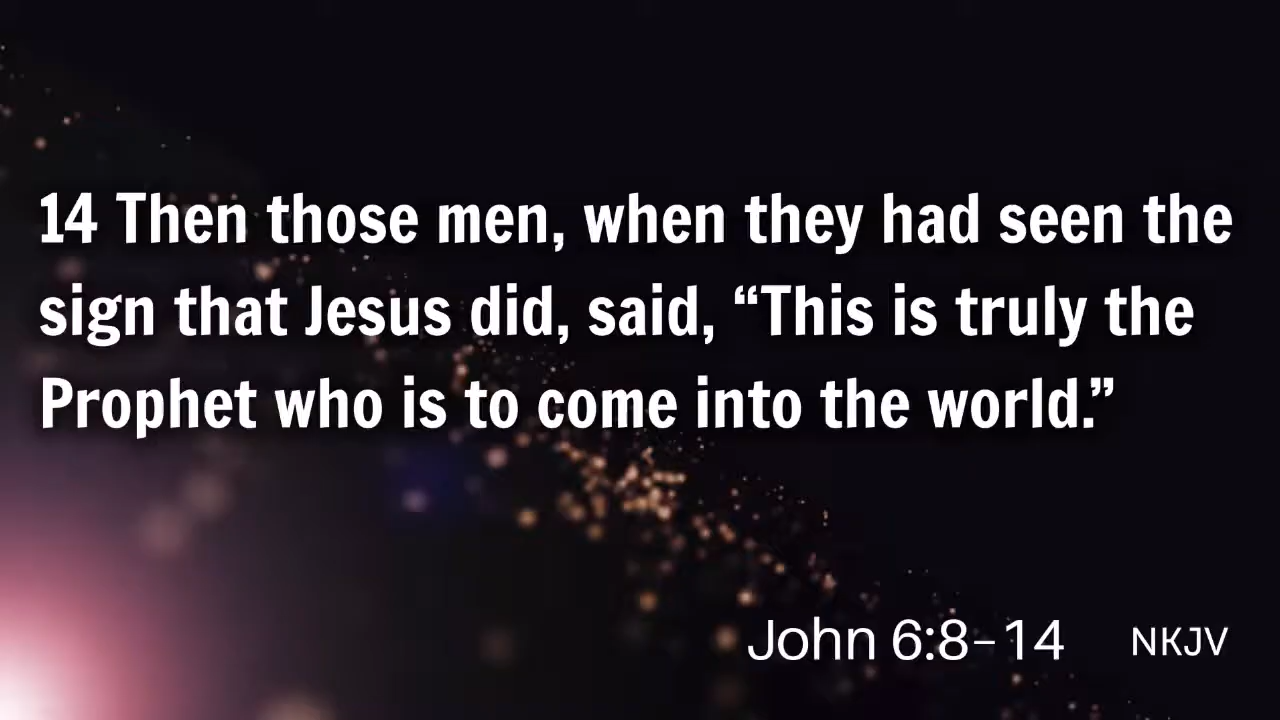 14 Then those men, when they had seen the
sign that Jesus did, said, “This is truly the
Prophet who is to come into the world.”
John 6:8–14 NKJV